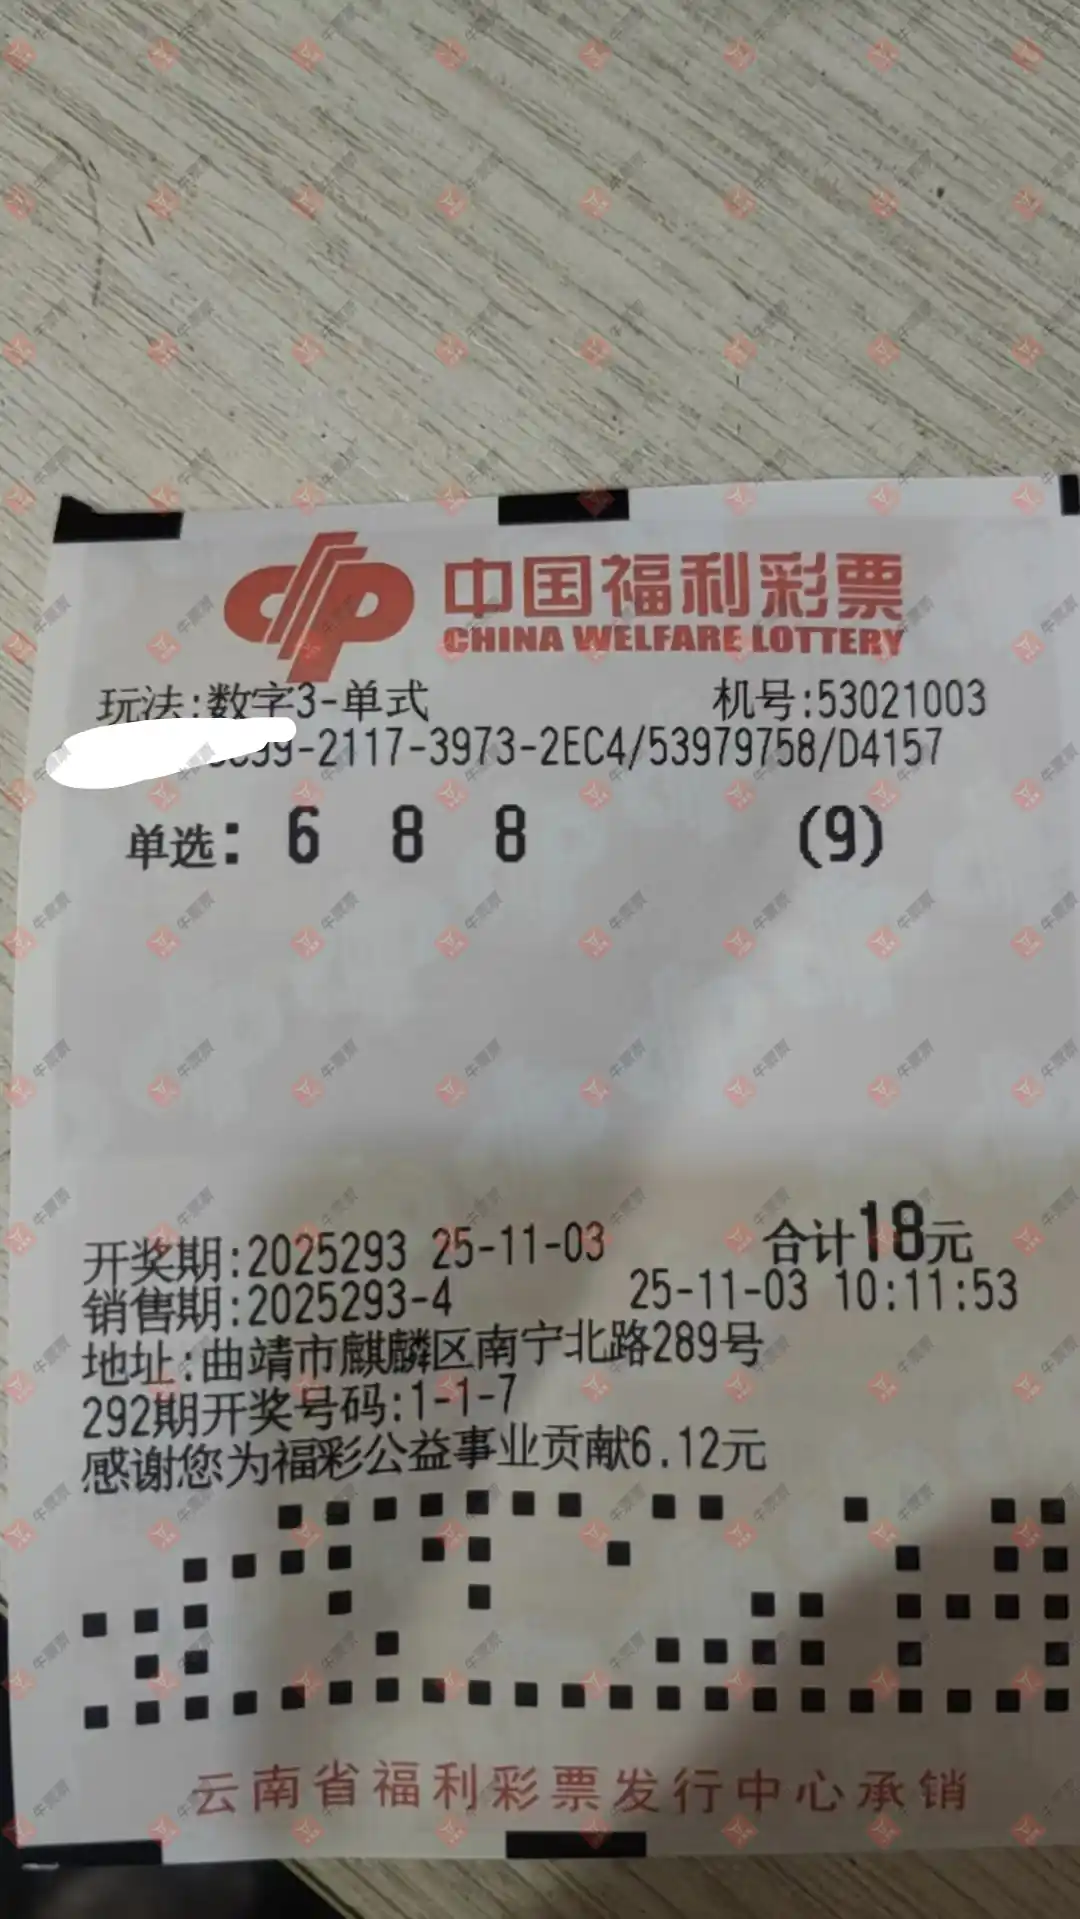 中国福利彩票
CHINA WELFARE LOTTERY
玩法:数字3-单式 机号:53021003
99-2117-3973-2EC4/53979758/D4157
单选: 6 8 8 (9)
开奖期:2025293 25-11-03 合计18元
销售期:2025293-4 25-11-03 10:11:53
地址:曲靖市麒麟区南宁北路289号
292期开奖号码:1-1-7
感谢您为福彩公益事业贡献6.12元
云南省福利彩票发行中心承销
牛票票